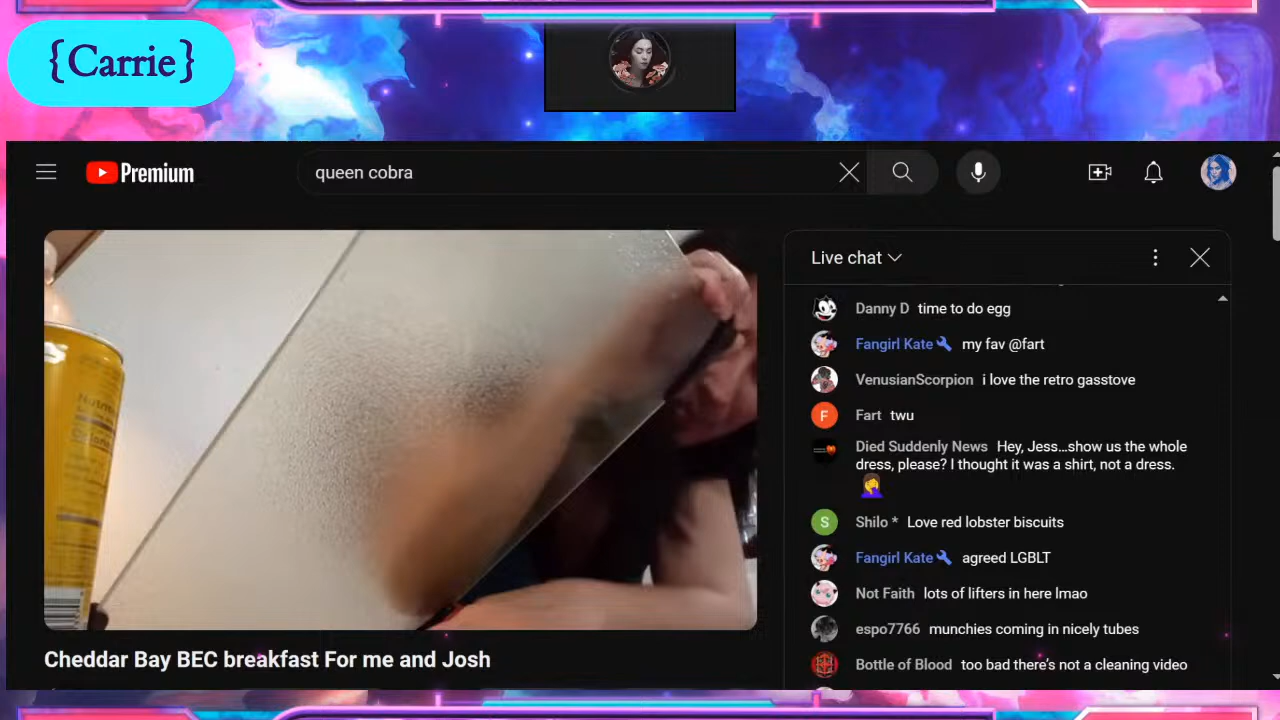 {Carrie}
Premium
queen cobra
Live chat
Danny D time to do egg
Fangirl Kate my fav @fart
VenusianScorpion i love the retro gasstove
F Fart twu
Died Suddenly News Hey, Jess...show us the whole
dress, please? I thought it was a shirt, not a dress.
S Shilo * Love red lobster biscuits
Fangirl Kate agreed LGBLT
Not Faith lots of lifters in here lmao
espo7766 munchies coming in nicely tubes
Bottle of Blood too bad there's not a cleaning video
Cheddar Bay BEC breakfast For me and Josh